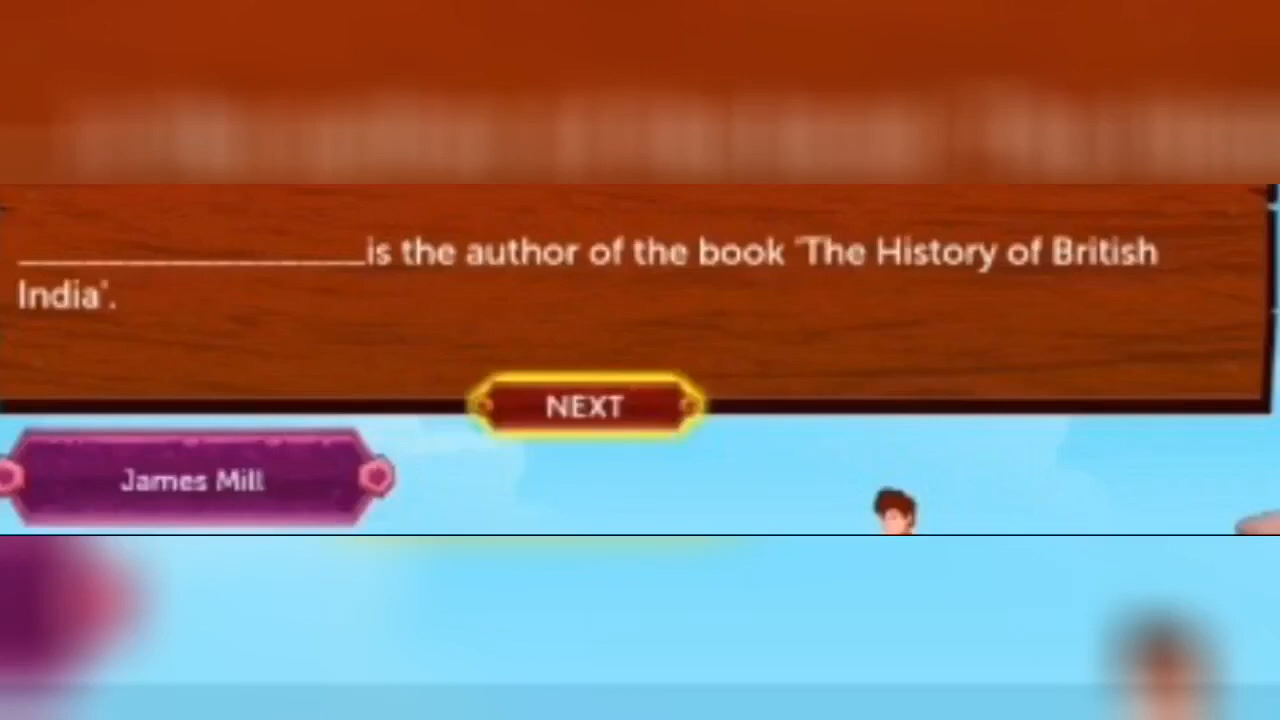 ____________________is the author of the book 'The History of British
India'.
NEXT
James Mill